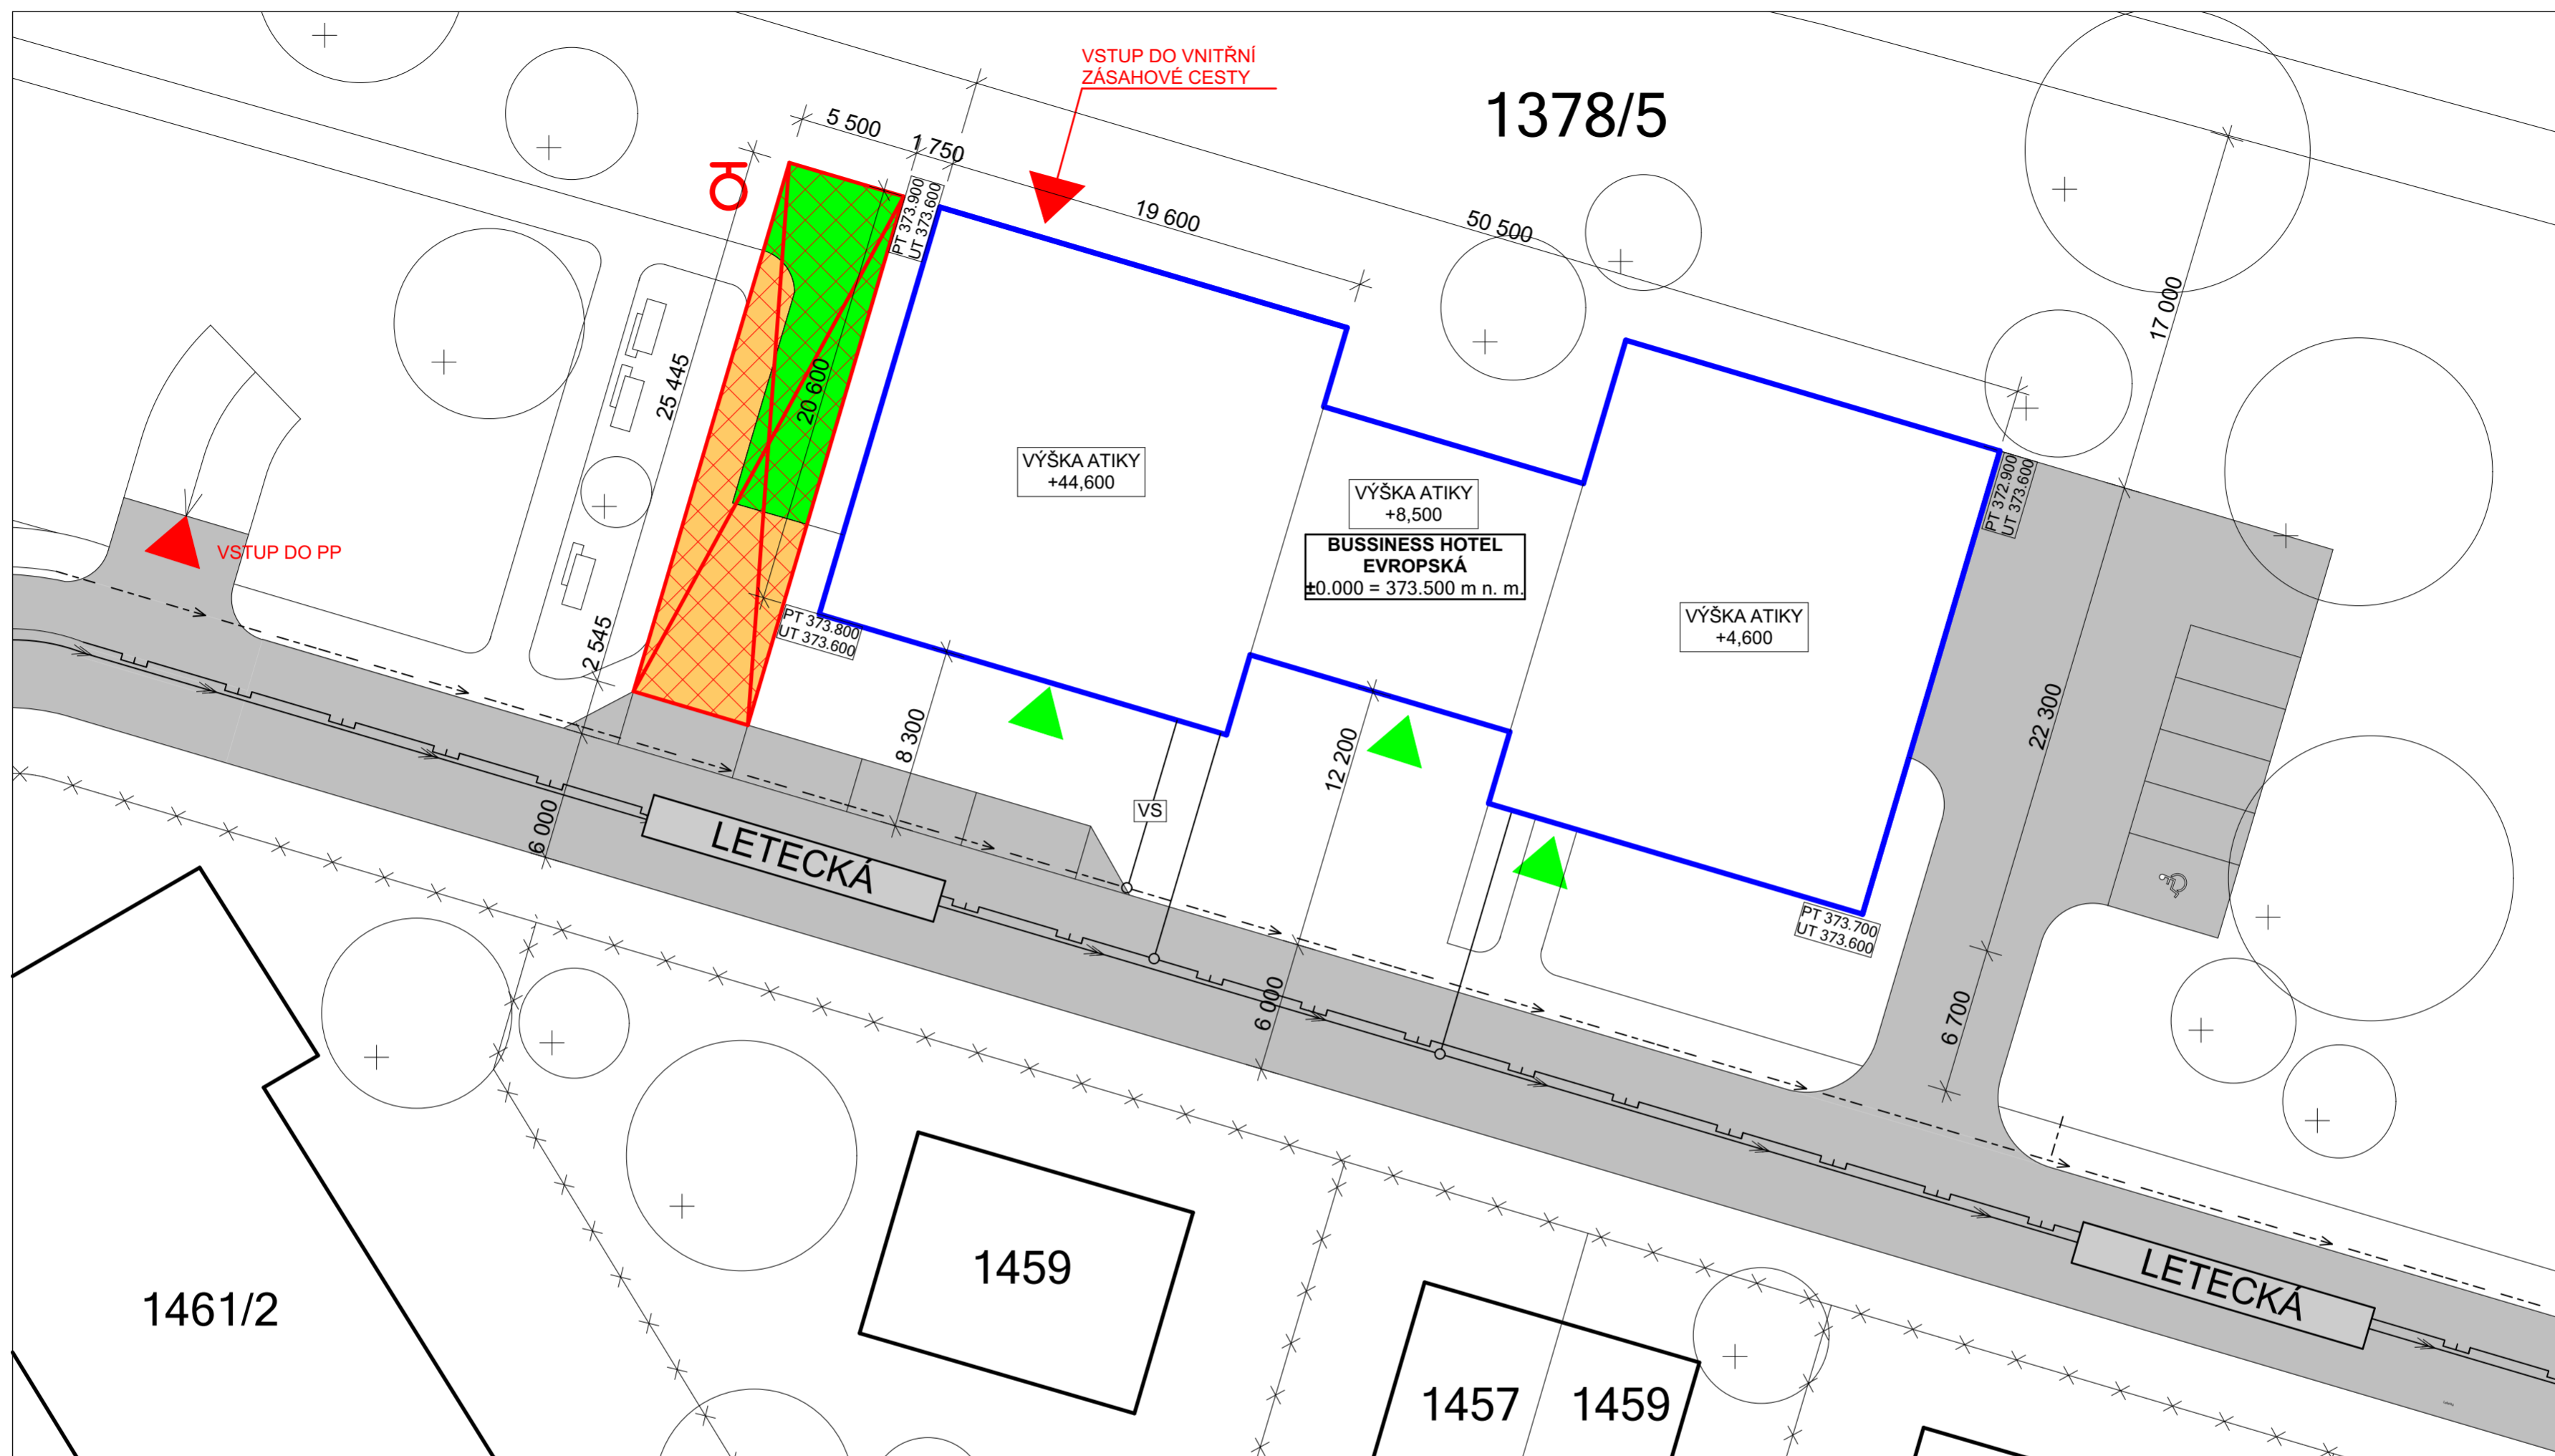 VSTUP DO VNITŘNÍ
ZÁSAHOVÉ CESTY
1378/5
5 500
1 750
PT 373.900
UT 373.600
19 600
50 500
17 000
25 445
20 600
VÝŠKA ATIKY
+44,600
VÝŠKA ATIKY
+8,500
BUSSINESS HOTEL
EVROPSKÁ
±0.000 = 373.500 m n. m.
PT 372.900
UT 373.600
VSTUP DO PP
VÝŠKA ATIKY
+4,600
2 545
PT 373.800
UT 373.600
8 300
12 200
22 300
VS
6 000
LETECKÁ
PT 373.700
UT 373.600
6 000
6 700
1459
1461/2
LETECKÁ
1457
1459